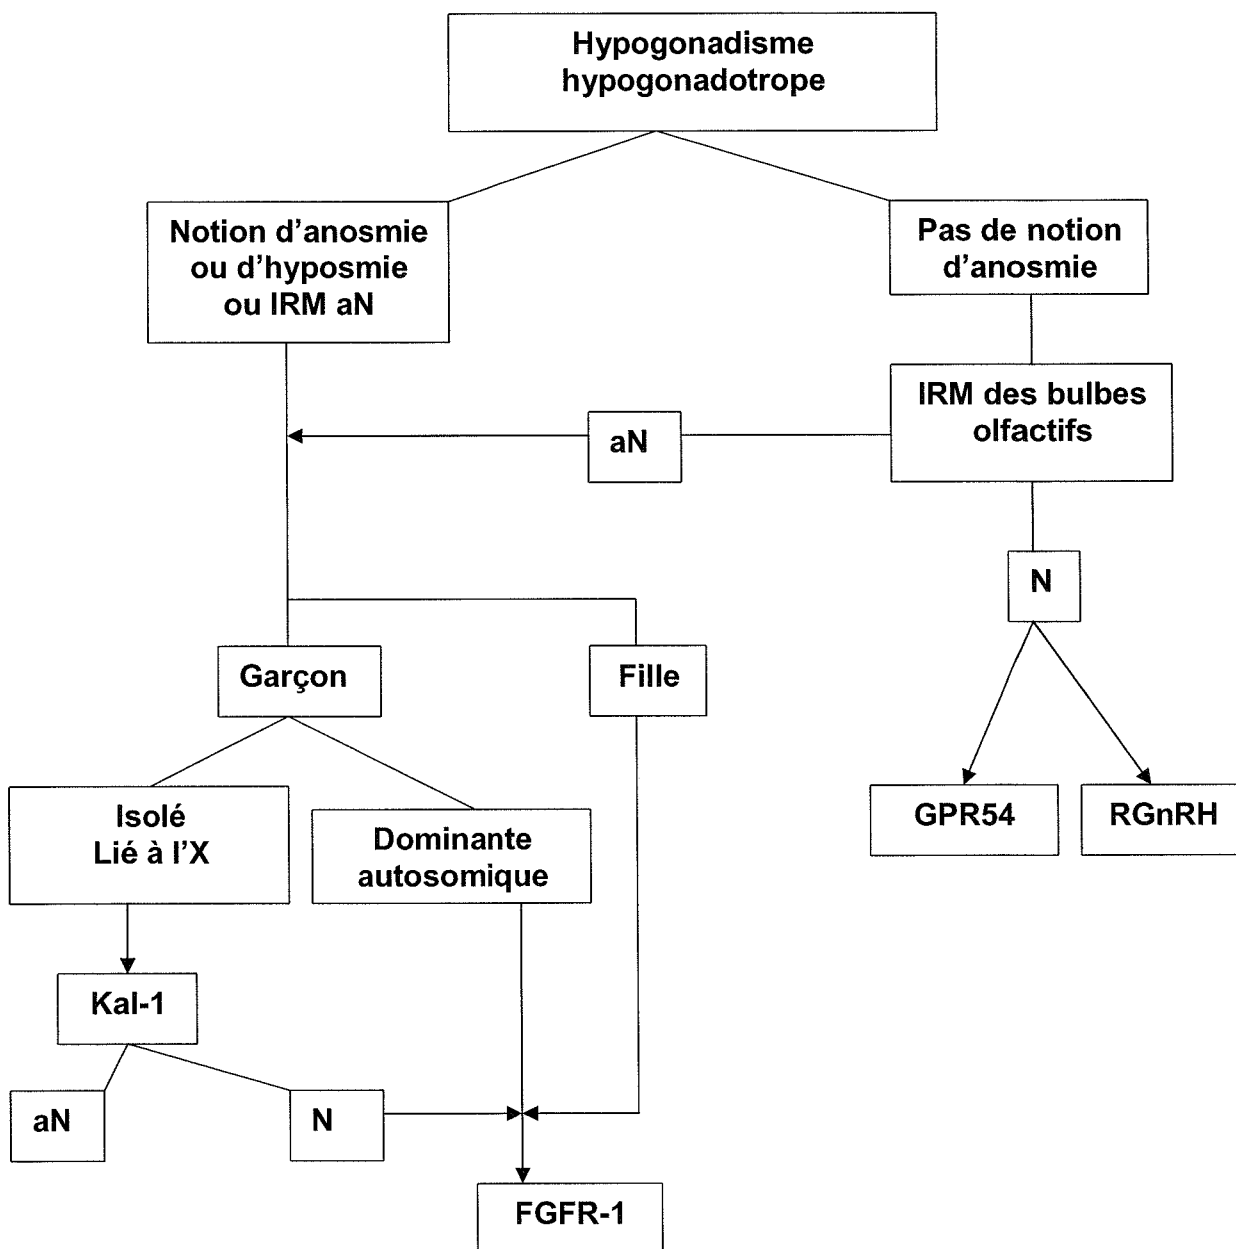 Hypogonadisme
hypogonadotrope
Notion d'anosmie
ou d'hyposmie
ou IRM aN
Pas de notion
d'anosmie
IRM des bulbes
olfactifs
aN
N
Garçon
Fille
Isolé
Lié à l'X
Dominante
autosomique
GPR54
RGnRH
Kal-1
aN
N
FGFR-1